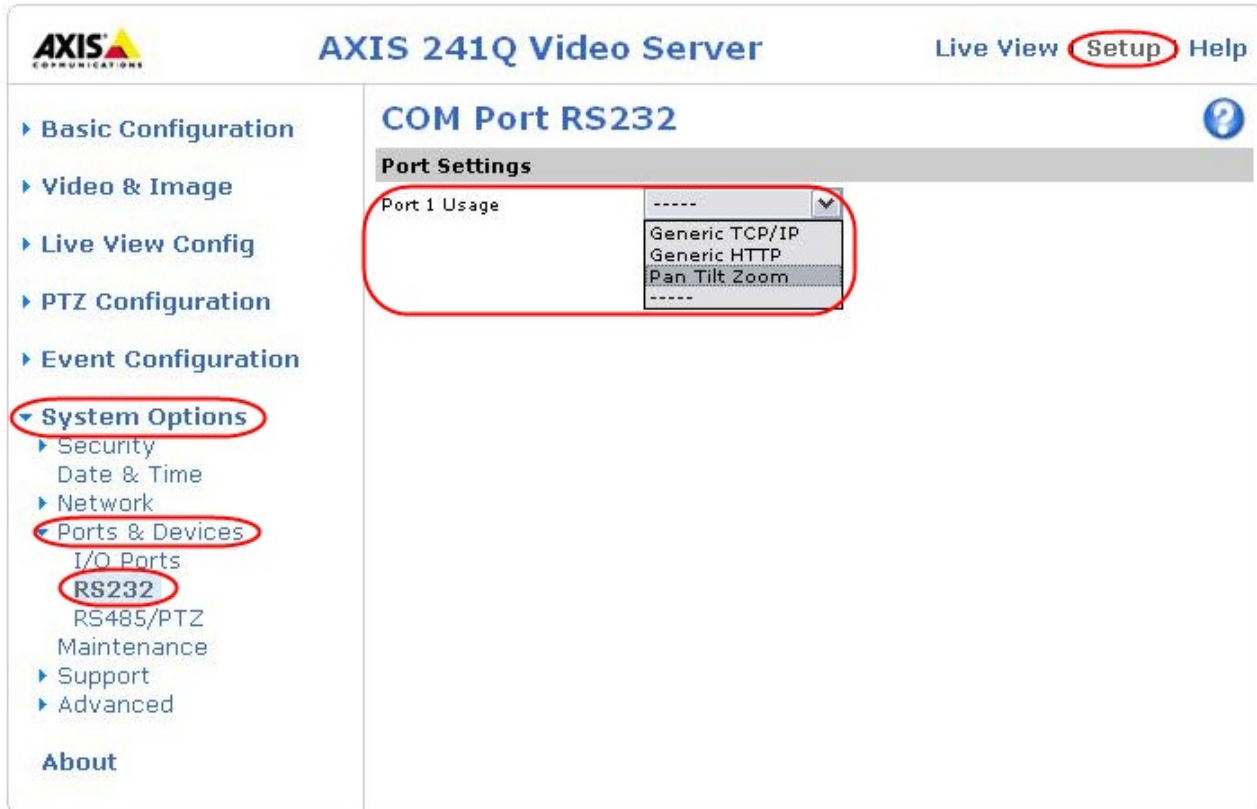 AXIS
COMMUNICATIONS
AXIS 241Q Video Server
Live View | Setup | Help
Basic Configuration
Video & Image
Live View Config
PTZ Configuration
Event Configuration
System Options
Security
Date & Time
Network
Ports & Devices
I/O Ports
RS232
RS485/PTZ
Maintenance
Support
Advanced
About
COM Port RS232
?
Port Settings
Port 1 Usage
-----
Generic TCP/IP
Generic HTTP
Pan Tilt Zoom
-----